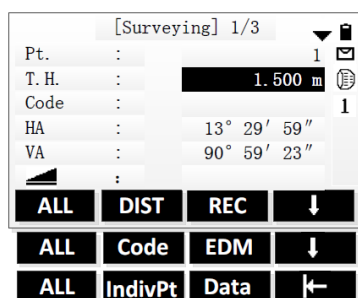 [Surveying] 1/3
Pt. : 1
T. H. : 1. 500 m
Code :
HA : 13° 29′ 59″
VA : 90° 59′ 23″
:
1
ALL DIST REC ↓
ALL Code EDM ↓
ALL IndivPt Data